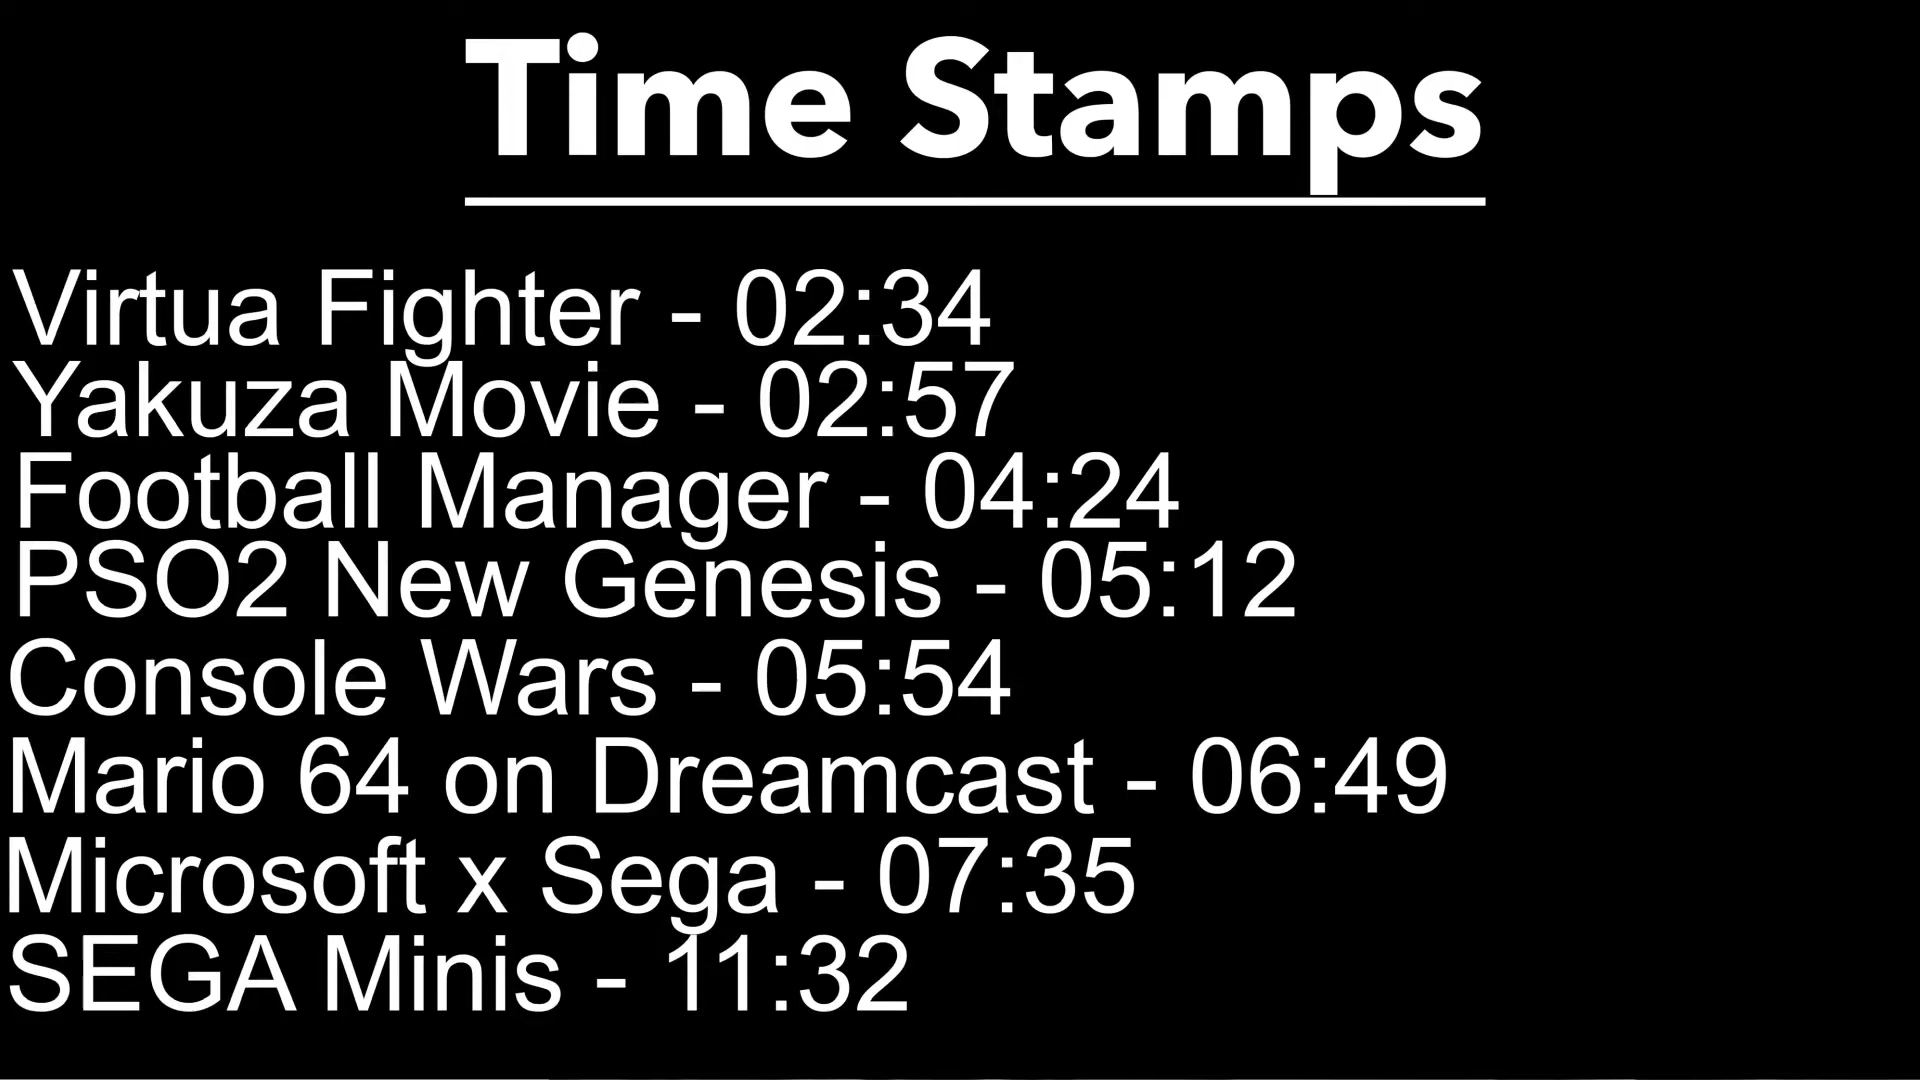 Time Stamps
Virtua Fighter - 02:34
Yakuza Movie - 02:57
Football Manager - 04:24
PSO2 New Genesis - 05:12
Console Wars - 05:54
Mario 64 on Dreamcast - 06:49
Microsoft x Sega - 07:35
SEGA Minis - 11:32